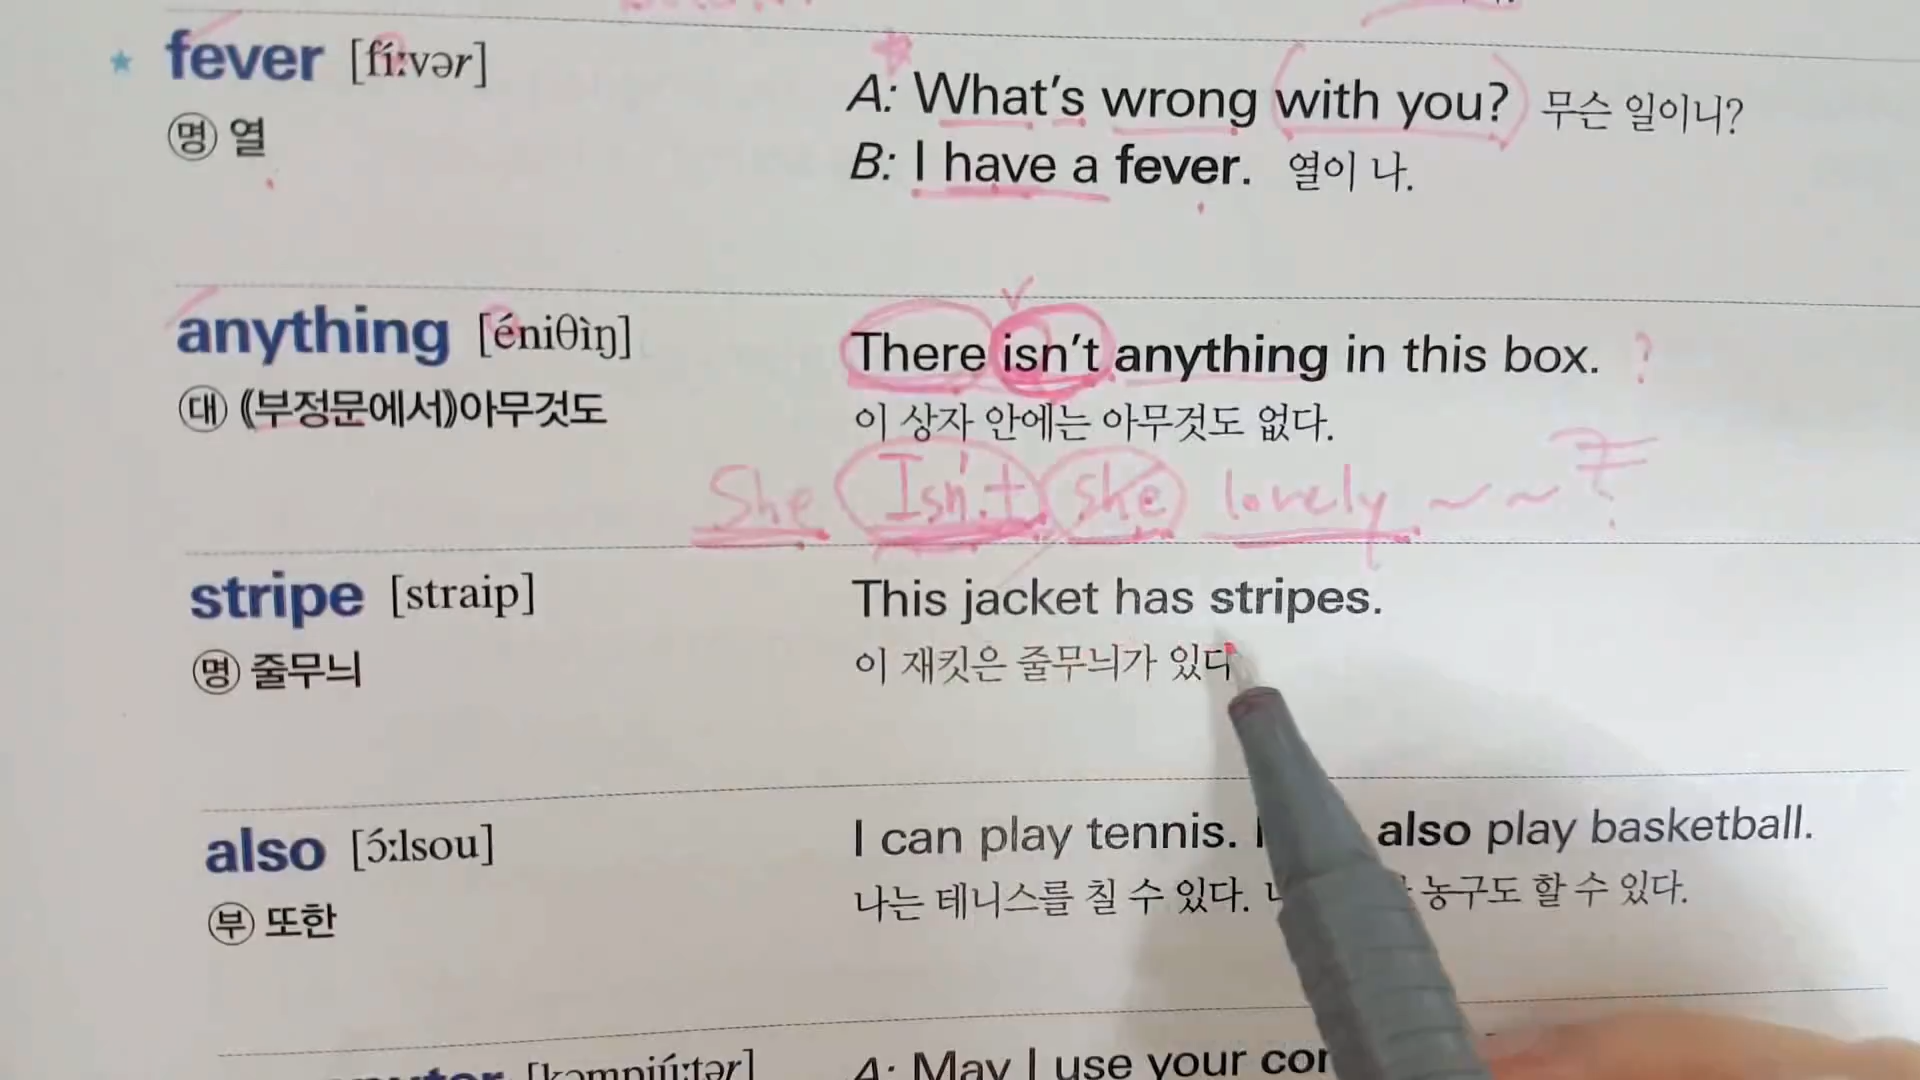 fever [fíːvər]
명 열
A: What's wrong with you? 무슨 일이니?
B: I have a fever. 열이 나.
anything [éniθìŋ]
대 《부정문에서》아무것도
There isn't anything in this box. ?
이 상자 안에는 아무것도 없다.
She Isn't she lovely ~ ~ ?
stripe [straip]
명 줄무늬
This jacket has stripes.
이 재킷은 줄무늬가 있다
also [ɔ́ːlsou]
부 또한
I can play tennis. I also play basketball.
나는 테니스를 칠 수 있다. 농구도 할 수 있다.
[kəmpjúːtər]
A: May I use your